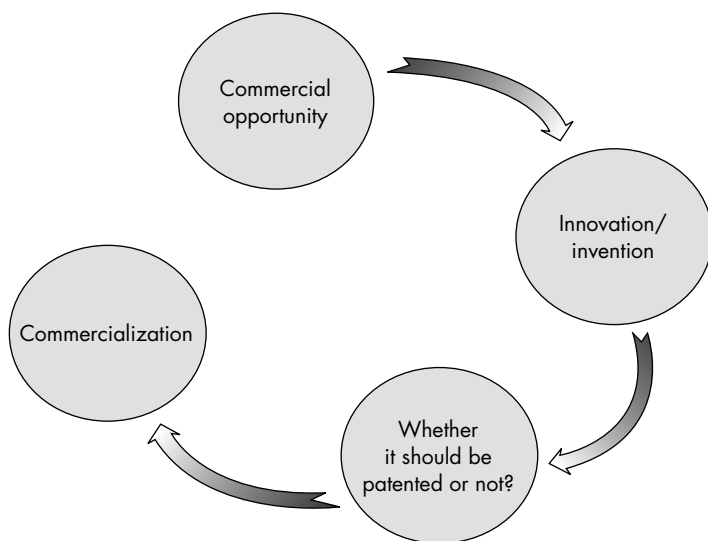 Commercial
opportunity
Innovation/
invention
Whether
it should be
patented or not?
Commercialization